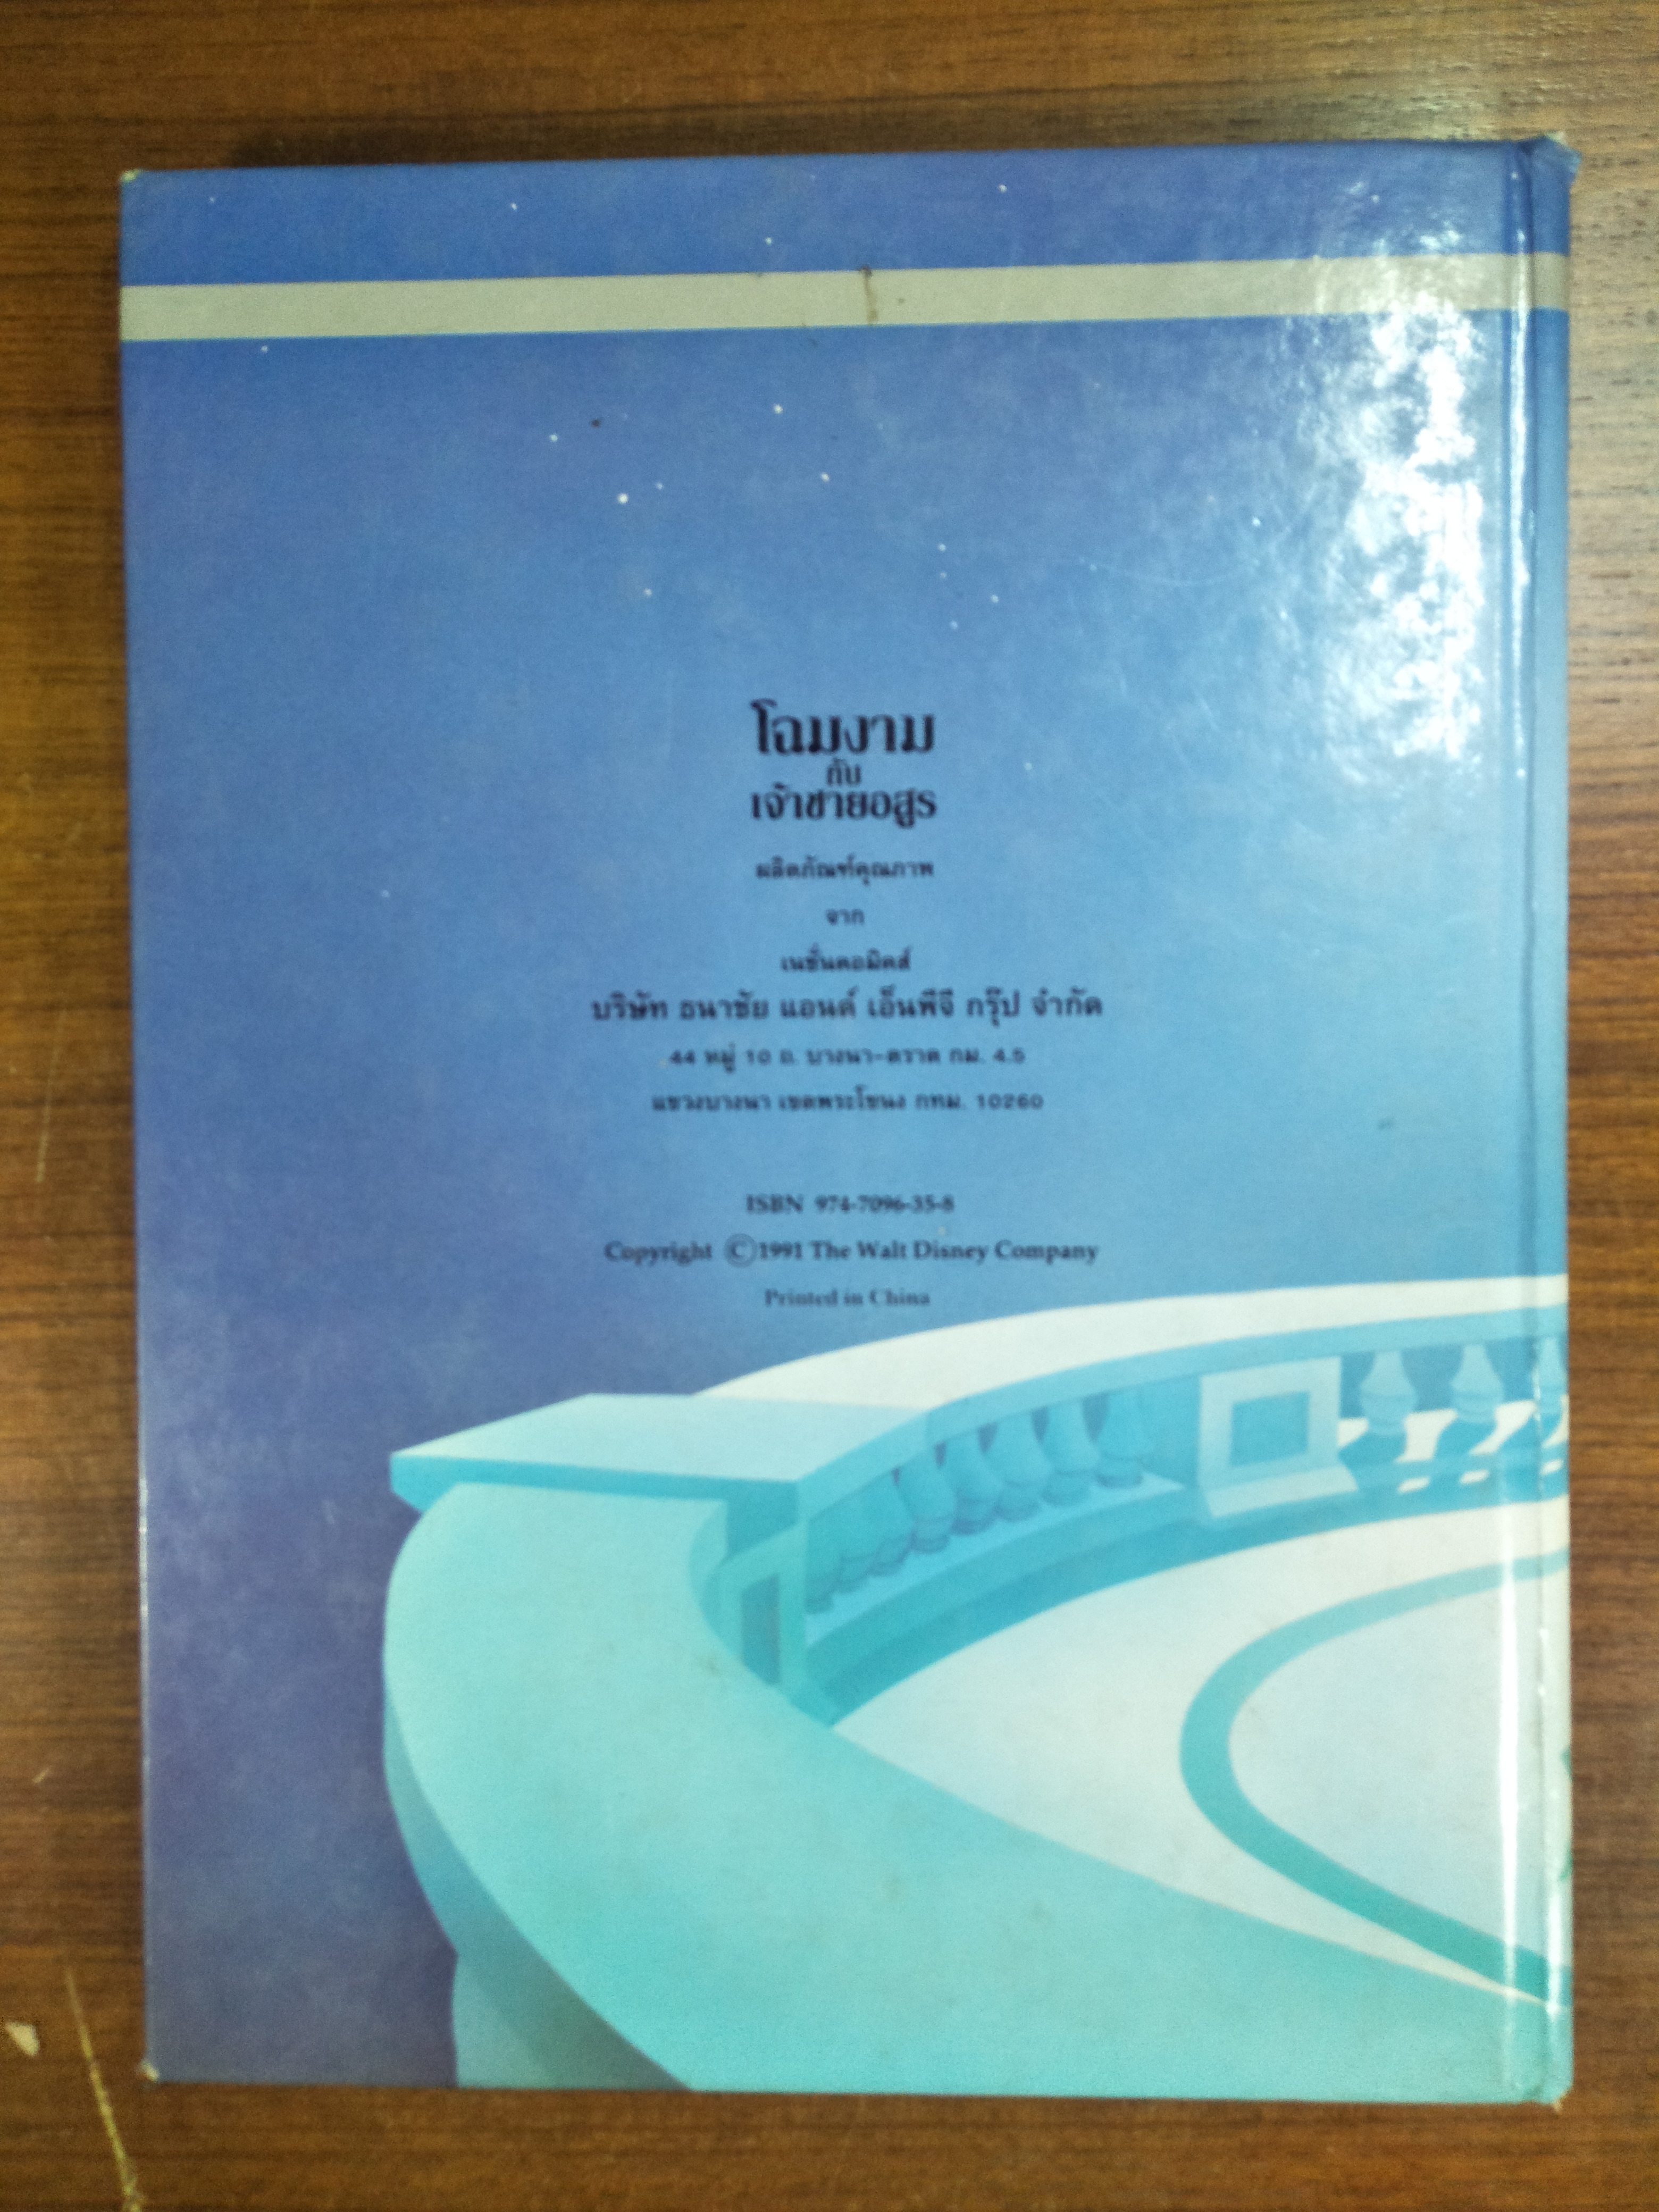 โฉมงาม
กับ
เจ้าชายอสูร
ผลิตภัณฑ์คุณภาพ
จาก
เนชั่นคอมิคส์
บริษัท ธนาชัย แอนด์ เอ็นพีจี กรุ๊ป จำกัด
44 หมู่ 10 ถ. บางนา-ตราด กม. 4.5
แขวงบางนา เขตพระโขนง กทม. 10260
ISBN 974-7096-35-8
Copyright ©1991 The Walt Disney Company
Printed in China